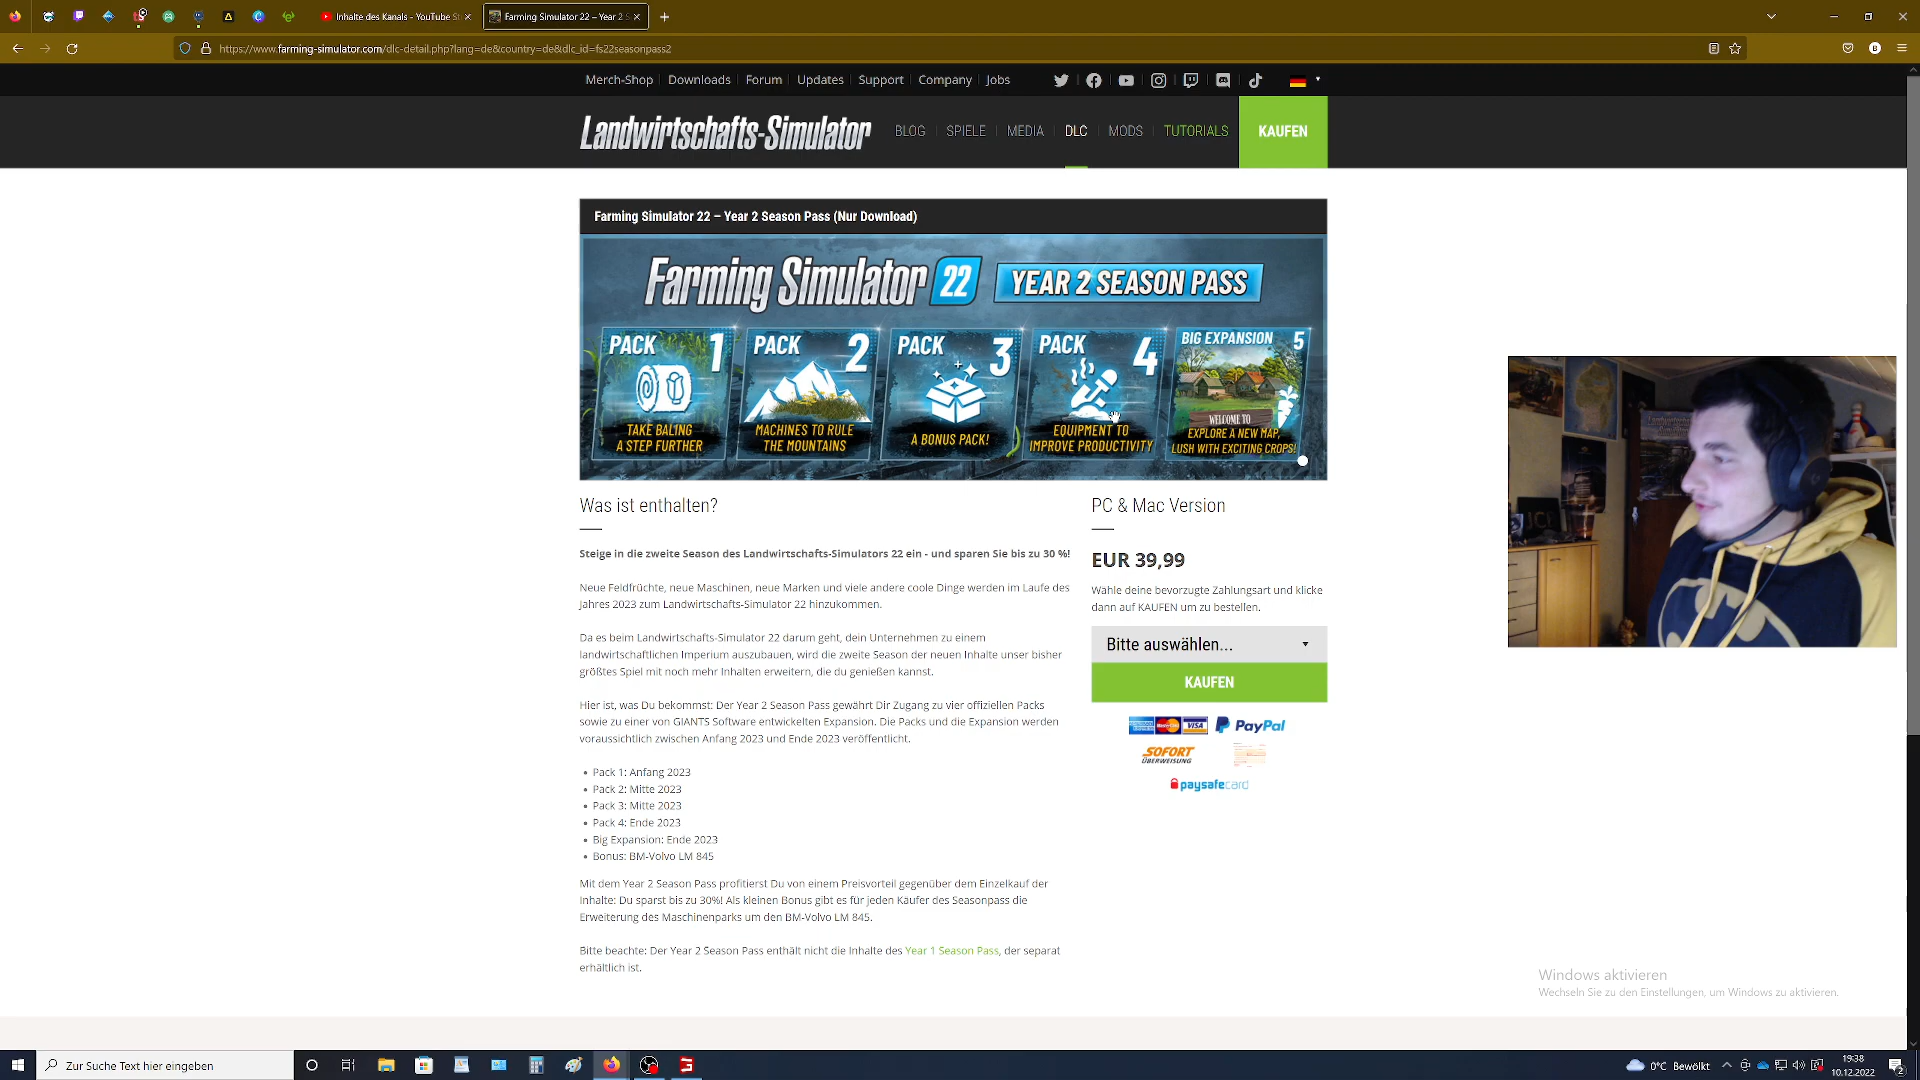 Inhalte des Kanals - YouTube St
Farming Simulator 22 – Year 2 S
https://www.farming-simulator.com/dlc-detail.php?lang=de&country=de&dlc_id=fs22seasonpass2
Merch-Shop Downloads Forum Updates Support Company Jobs
Landwirtschafts-Simulator BLOG SPIELE MEDIA DLC MODS TUTORIALS KAUFEN
Farming Simulator 22 – Year 2 Season Pass (Nur Download)
Farming Simulator 22 YEAR 2 SEASON PASS
PACK 1
TAKE BALING
A STEP FURTHER
PACK 2
MACHINES TO RULE
THE MOUNTAINS
PACK 3
A BONUS PACK!
PACK 4
EQUIPMENT TO
IMPROVE PRODUCTIVITY
BIG EXPANSION 5
WELCOME TO
EXPLORE A NEW MAP,
LUSH WITH EXCITING CROPS!
Was ist enthalten?
Steige in die zweite Season des Landwirtschafts-Simulators 22 ein - und sparen Sie bis zu 30 %!
Neue Feldfrüchte, neue Maschinen, neue Marken und viele andere coole Dinge werden im Laufe des
Jahres 2023 zum Landwirtschafts-Simulator 22 hinzukommen.
Da es beim Landwirtschafts-Simulator 22 darum geht, dein Unternehmen zu einem
landwirtschaftlichen Imperium auszubauen, wird die zweite Season der neuen Inhalte unser bisher
größtes Spiel mit noch mehr Inhalten erweitern, die du genießen kannst.
Hier ist, was Du bekommst: Der Year 2 Season Pass gewährt Dir Zugang zu vier offiziellen Packs
sowie zu einer von GIANTS Software entwickelten Expansion. Die Packs und die Expansion werden
voraussichtlich zwischen Anfang 2023 und Ende 2023 veröffentlicht.
• Pack 1: Anfang 2023
• Pack 2: Mitte 2023
• Pack 3: Mitte 2023
• Pack 4: Ende 2023
• Big Expansion: Ende 2023
• Bonus: BM-Volvo LM 845
Mit dem Year 2 Season Pass profitierst Du von einem Preisvorteil gegenüber dem Einzelkauf der
Inhalte: Du sparst bis zu 30%! Als kleinen Bonus gibt es für jeden Käufer des Seasonpass die
Erweiterung des Maschinenparks um den BM-Volvo LM 845.
Bitte beachte: Der Year 2 Season Pass enthält nicht die Inhalte des Year 1 Season Pass, der separat
erhältlich ist.
PC & Mac Version
EUR 39,99
Wähle deine bevorzugte Zahlungsart und klicke
dann auf KAUFEN um zu bestellen.
Bitte auswählen...
KAUFEN
MasterCard VISA PayPal
SOFORT
ÜBERWEISUNG
paysafecard
Windows aktivieren
Wechseln Sie zu den Einstellungen, um Windows zu aktivieren.
Zur Suche Text hier eingeben
0°C Bewölkt
19:38
10.12.2022
2